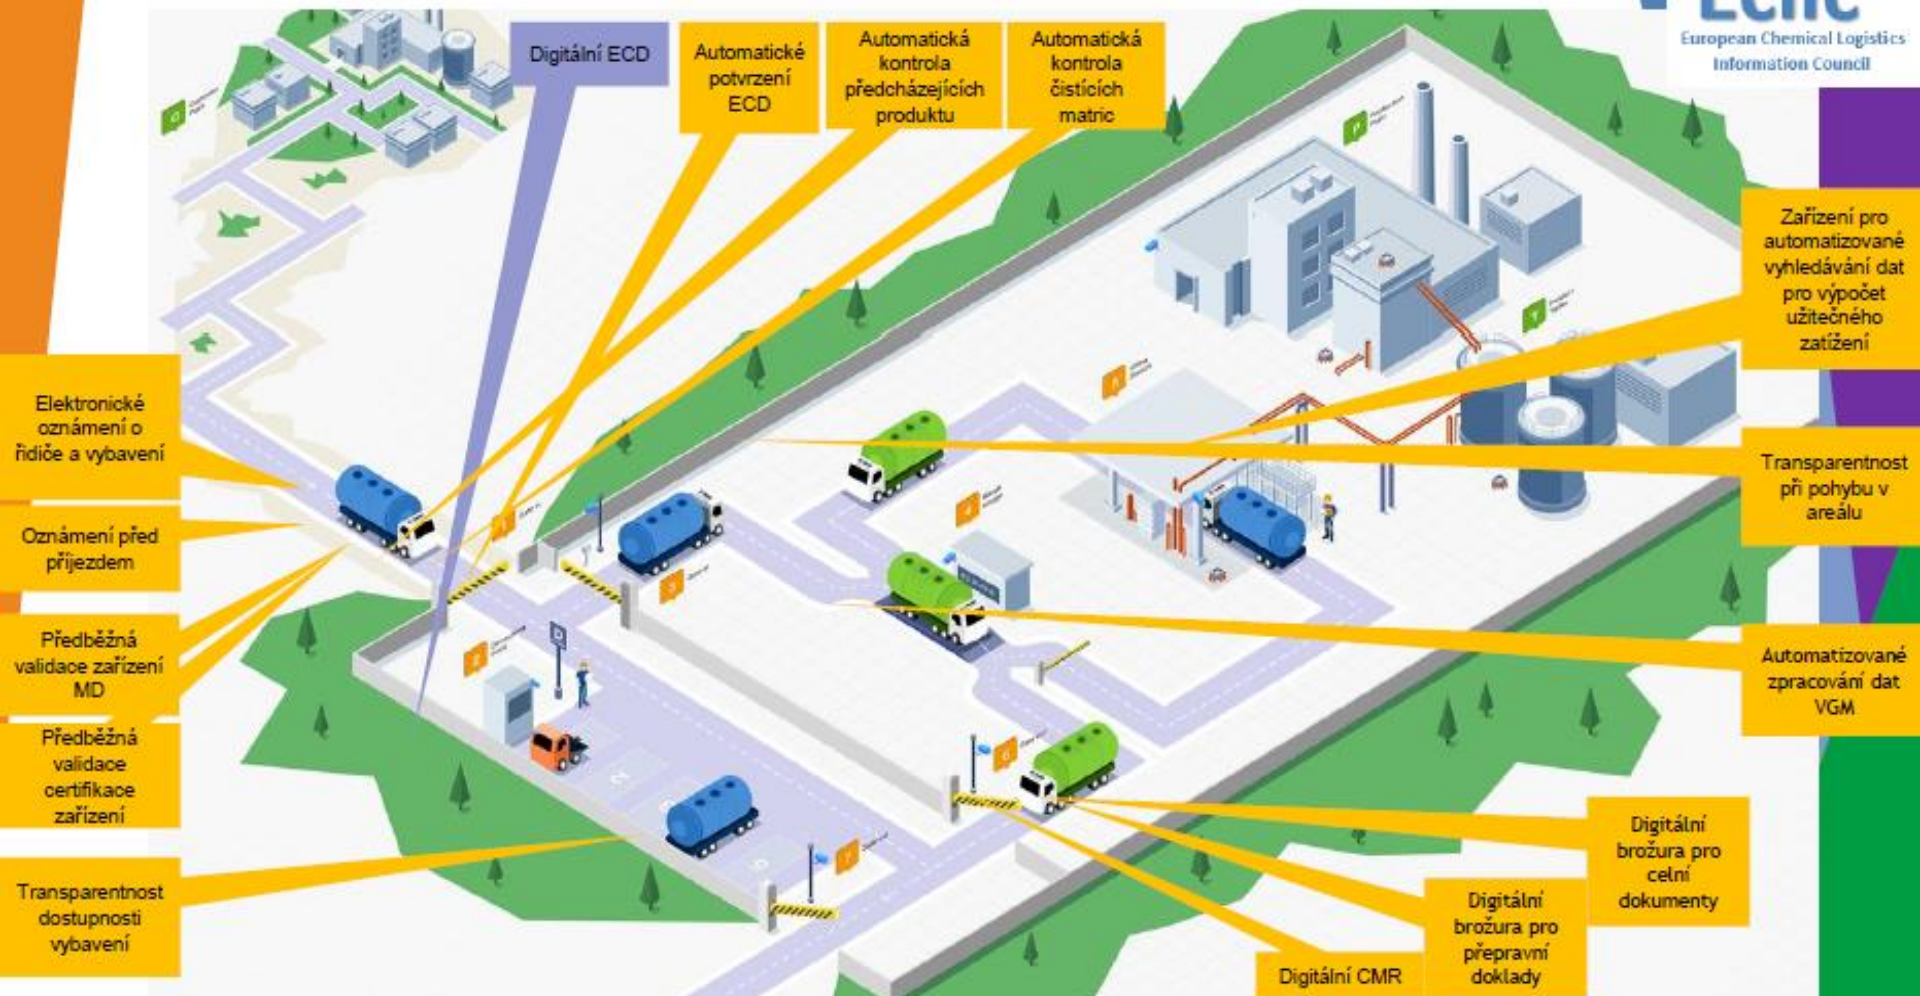 Eclic
European Chemical Logistics
Information Council
Digitální ECD
Automatické
potvrzení
ECD
Automatická
kontrola
předcházejících
produktu
Automatická
kontrola
čistících
matric
Zařízení pro
automatizované
vyhledávání dat
pro výpočet
užitečného
zatížení
Elektronické
oznámení o
řidiče a vybavení
Transparentnost
při pohybu v
areálu
Oznámení před
příjezdem
Předběžná
validace zařízení
MD
Automatizované
zpracování dat
VGM
Předběžná
validace
certifikace
zařízení
Transparentnost
dostupnosti
vybavení
Digitální
brožura pro
celní
dokumenty
Digitální
brožura pro
přepravní
doklady
Digitální CMR